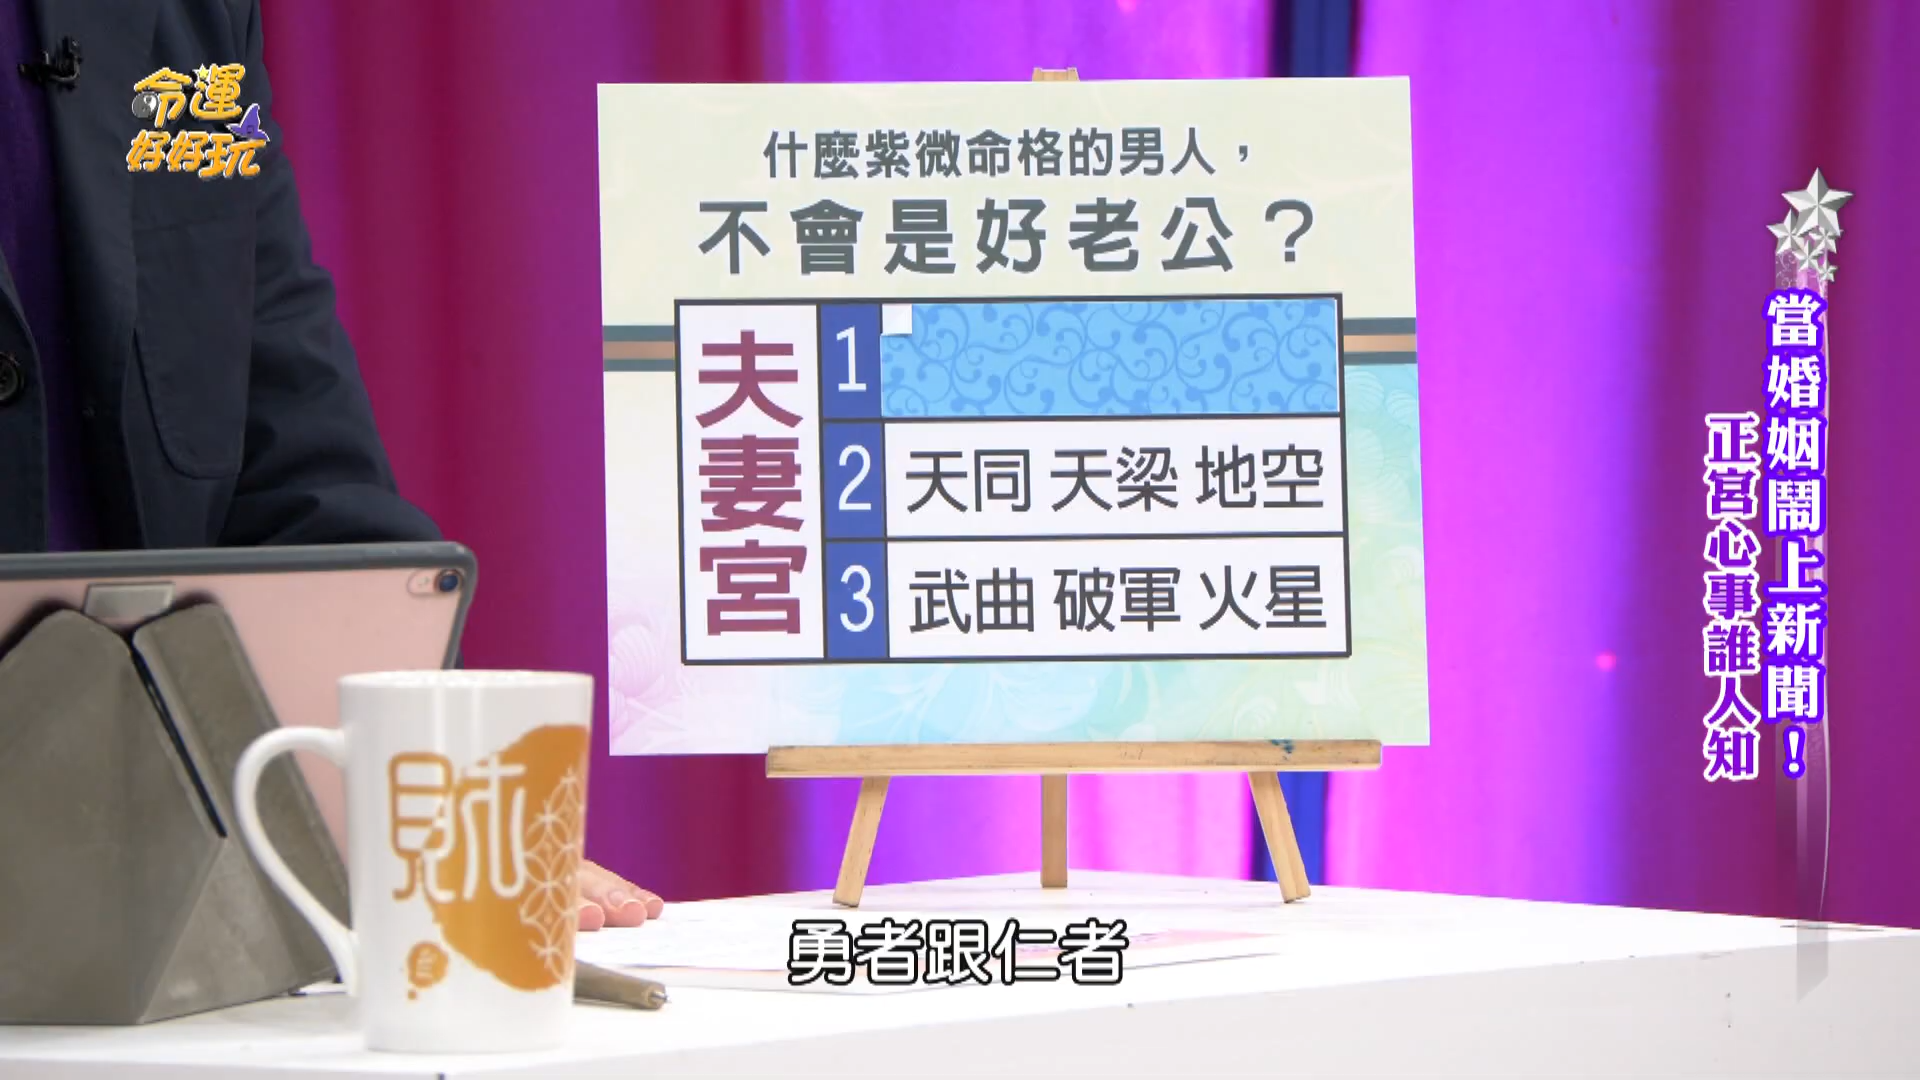 命運
好好玩
什麼紫微命格的男人，
不會是好老公？
夫妻宮
1
2 天同 天梁 地空
3 武曲 破軍 火星
當婚姻鬧上新聞！
正宮心事誰人知
財
勇者跟仁者